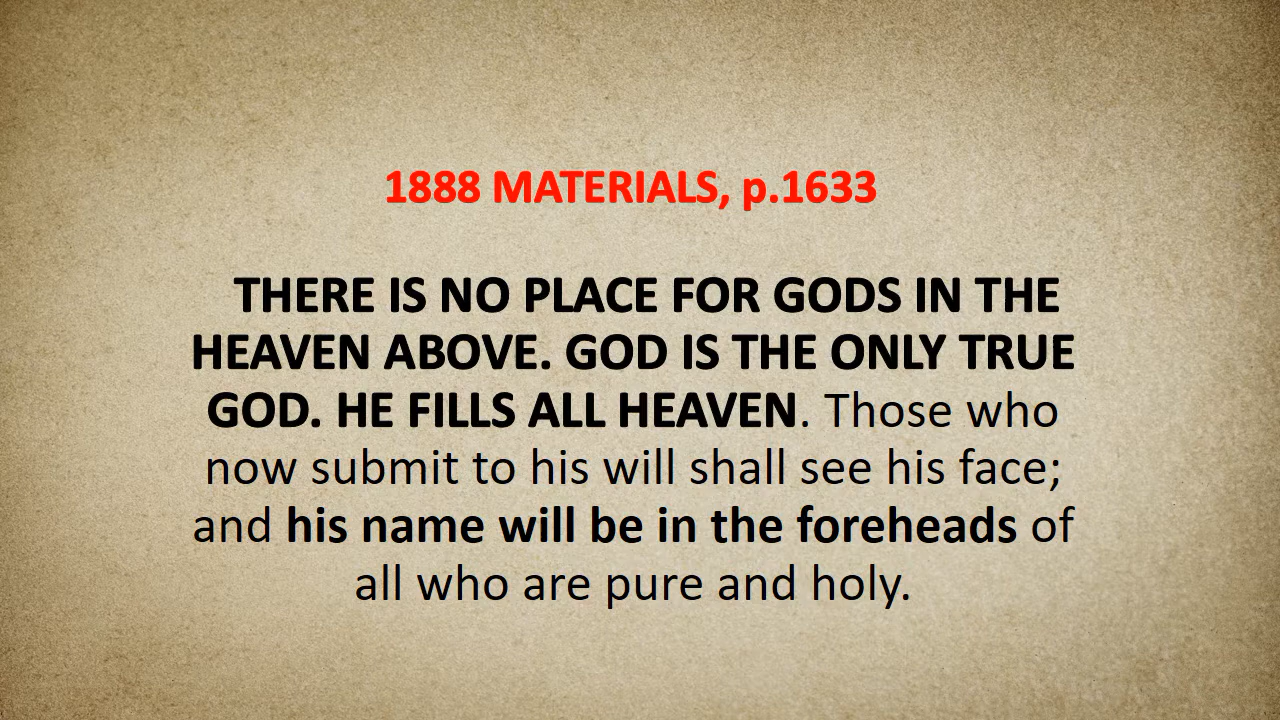 1888 MATERIALS, p.1633
THERE IS NO PLACE FOR GODS IN THE
HEAVEN ABOVE. GOD IS THE ONLY TRUE
GOD. HE FILLS ALL HEAVEN. Those who
now submit to his will shall see his face;
and his name will be in the foreheads of
all who are pure and holy.